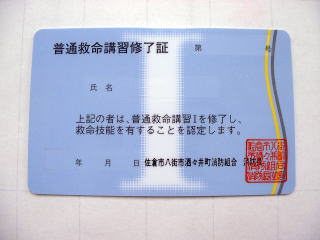 普通救命講習修了証 第 号
氏名
上記の者は、普通救命講習Ⅰを修了し、
救命技能を有することを認定します。
年 月 日 佐倉市八街市酒々井町消防組合 消防長